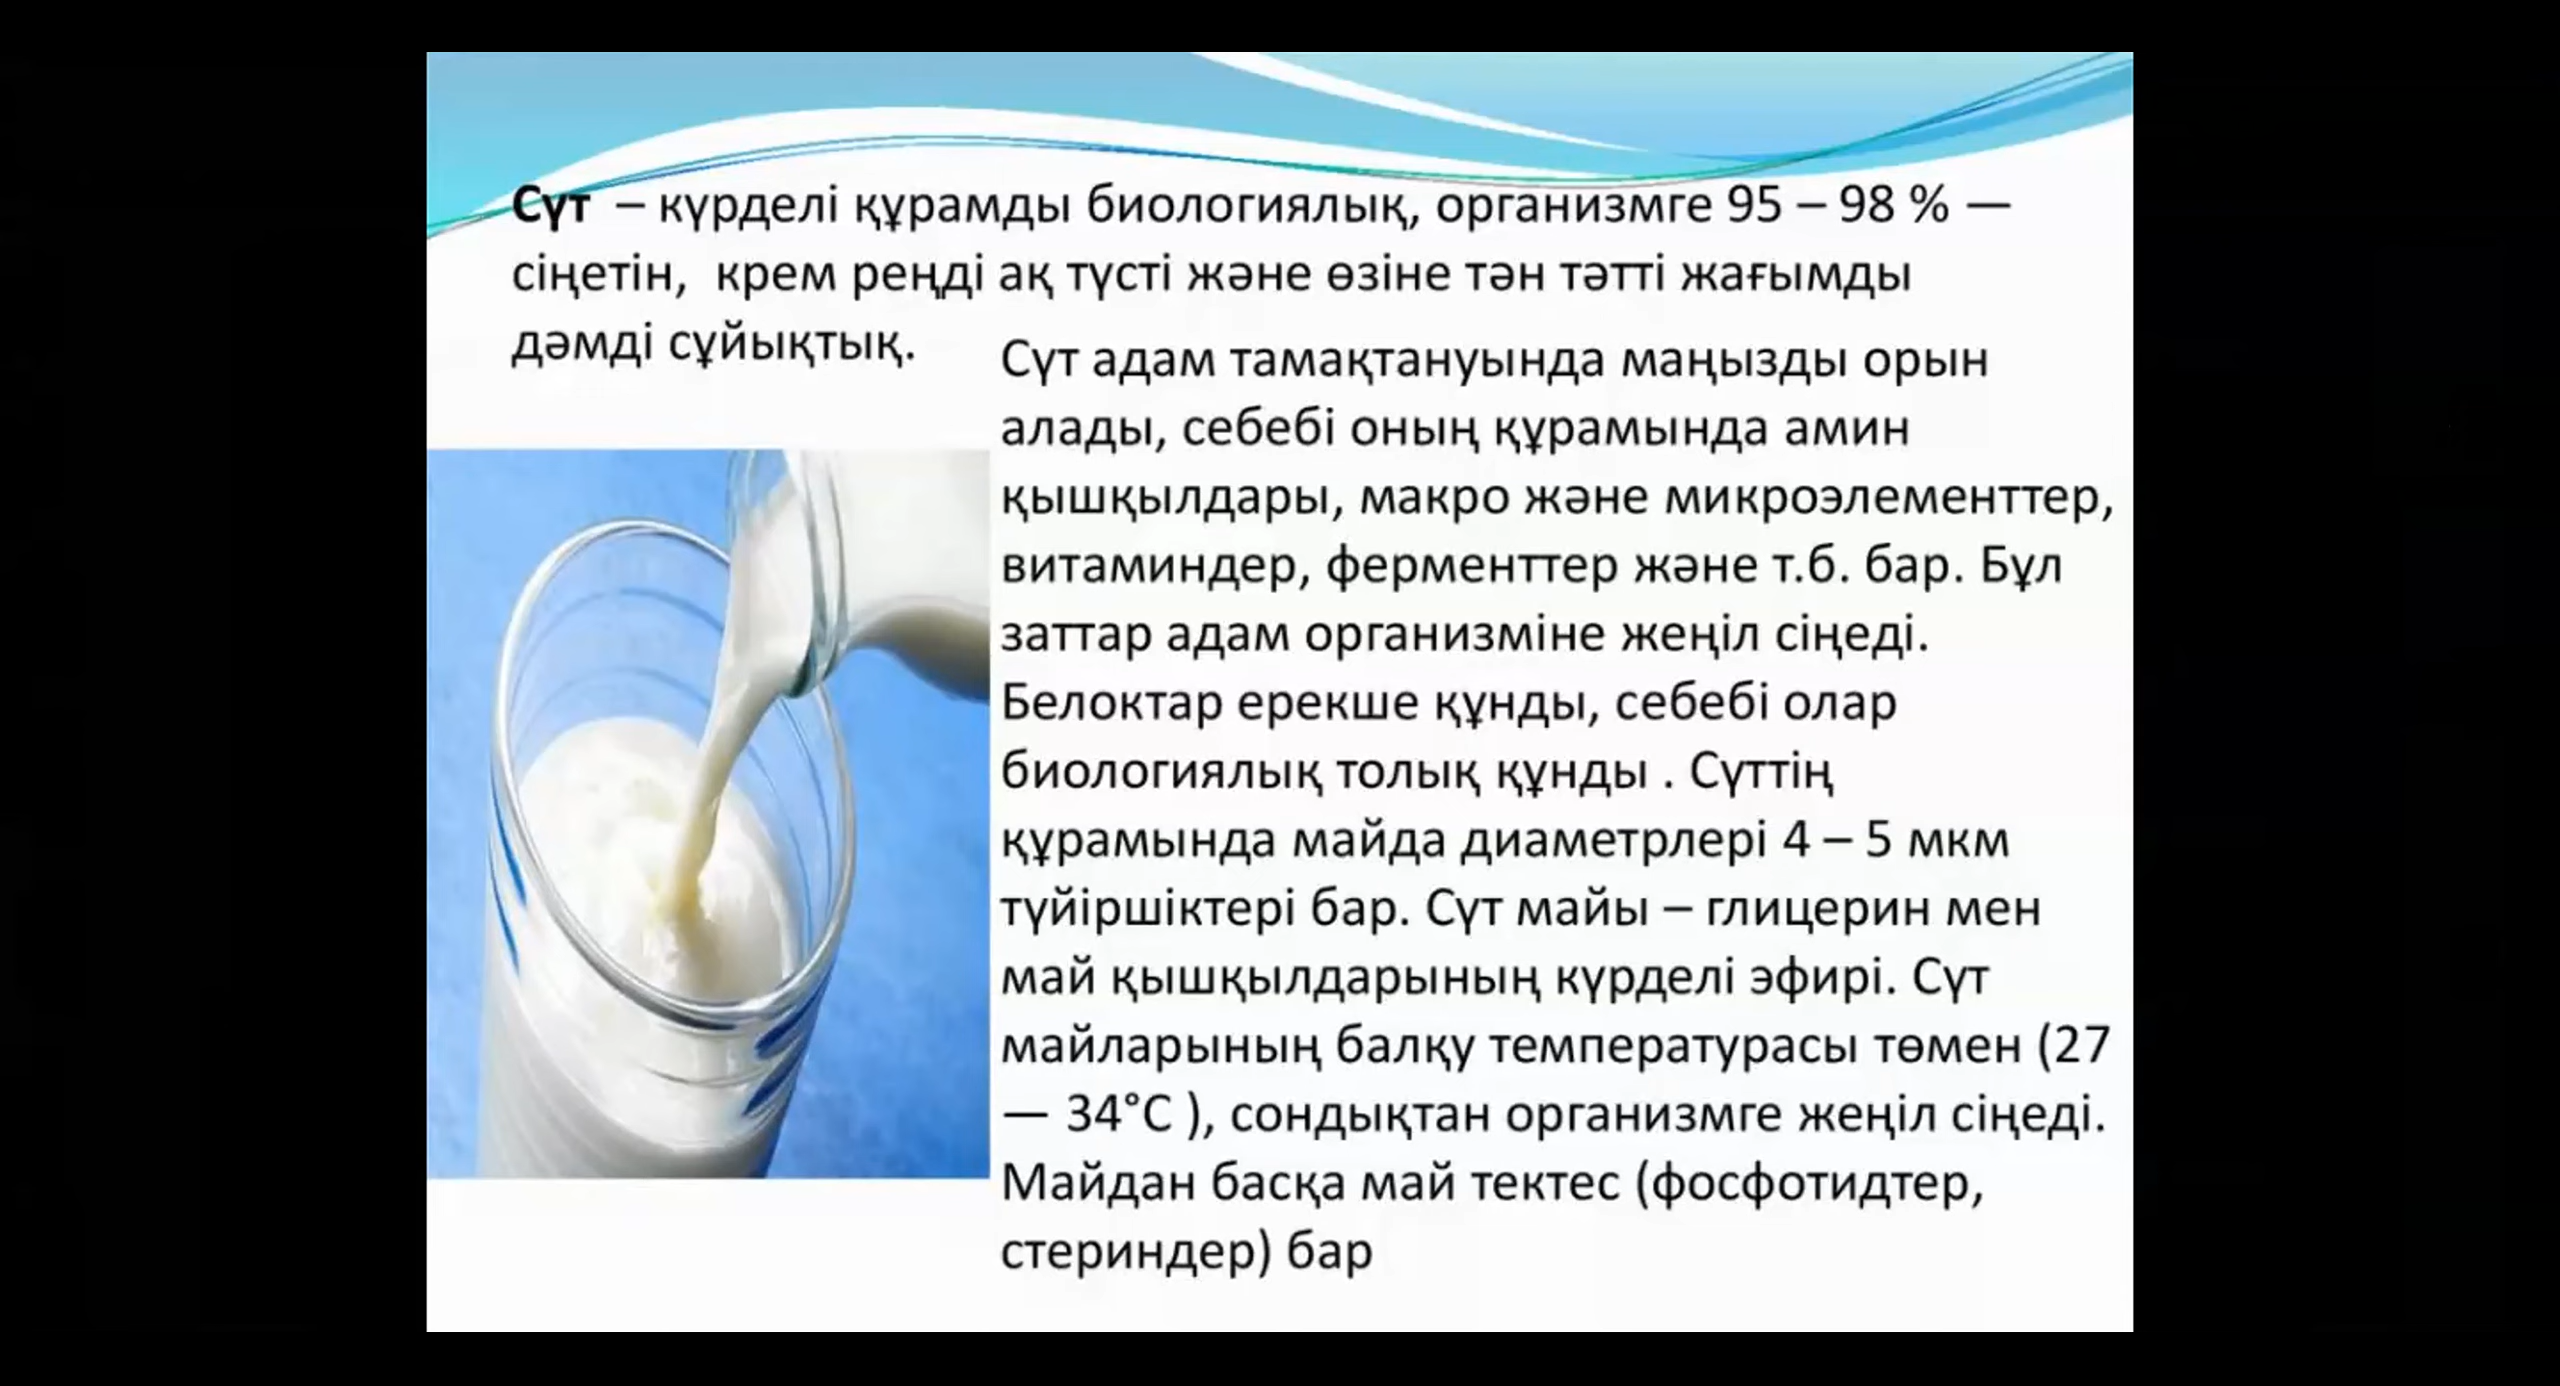 Сүт – күрделі құрамды биологиялық, организмге 95 – 98 % —
сіңетін, крем реңді ақ түсті және өзіне тән тәтті жағымды
дәмді сұйықтық.
Сүт адам тамақтануында маңызды орын
алады, себебі оның құрамында амин
қышқылдары, макро және микроэлементтер,
витаминдер, ферменттер және т.б. бар. Бұл
заттар адам организміне жеңіл сіңеді.
Белоктар ерекше құнды, себебі олар
биологиялық толық құнды . Сүттің
құрамында майда диаметрлері 4 – 5 мкм
түйіршіктері бар. Сүт майы – глицерин мен
май қышқылдарының күрделі эфирі. Сүт
майларының балқу температурасы төмен (27
— 34°С ), сондықтан организмге жеңіл сіңеді.
Майдан басқа май тектес (фосфотидтер,
стериндер) бар